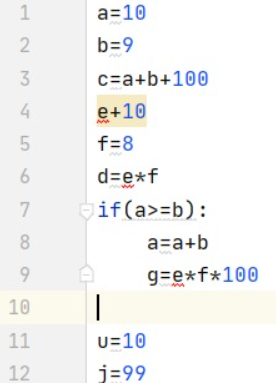 1 a=10
2 b=9
3 c=a+b+100
4 e+10
5 f=8
6 d=e*f
7 if(a>=b):
8     a=a+b
9     g=e*f*100
10
11 u=10
12 j=99